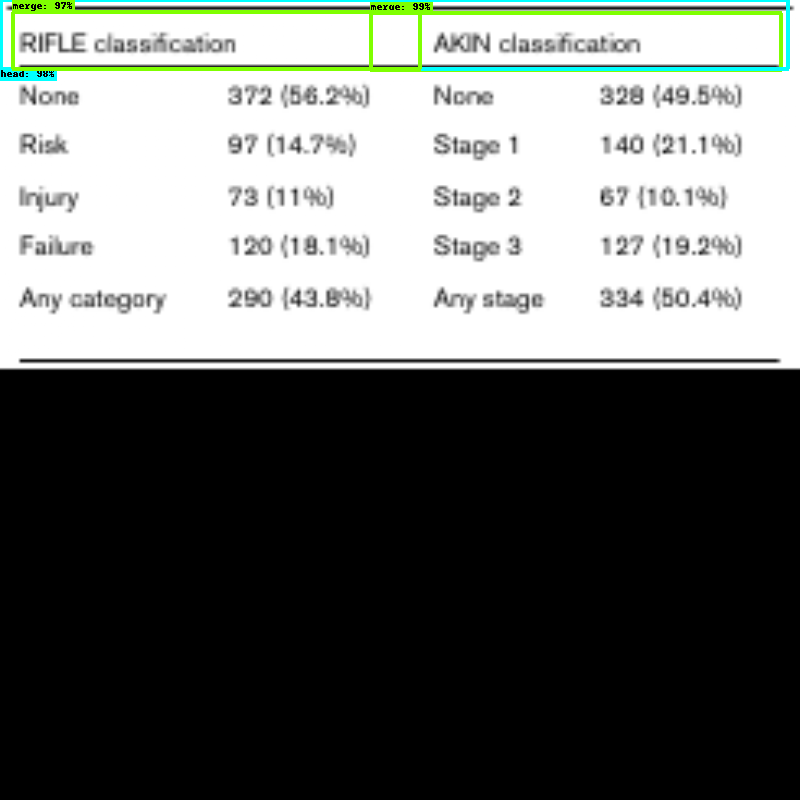 merge: 97% merge: 99%
RIFLE classification AKIN classification
head: 98%
None 372 (56.2%) None 328 (49.5%)
Risk 97 (14.7%) Stage 1 140 (21.1%)
Injury 73 (11%) Stage 2 67 (10.1%)
Failure 120 (18.1%) Stage 3 127 (19.2%)
Any category 290 (43.8%) Any stage 334 (50.4%)